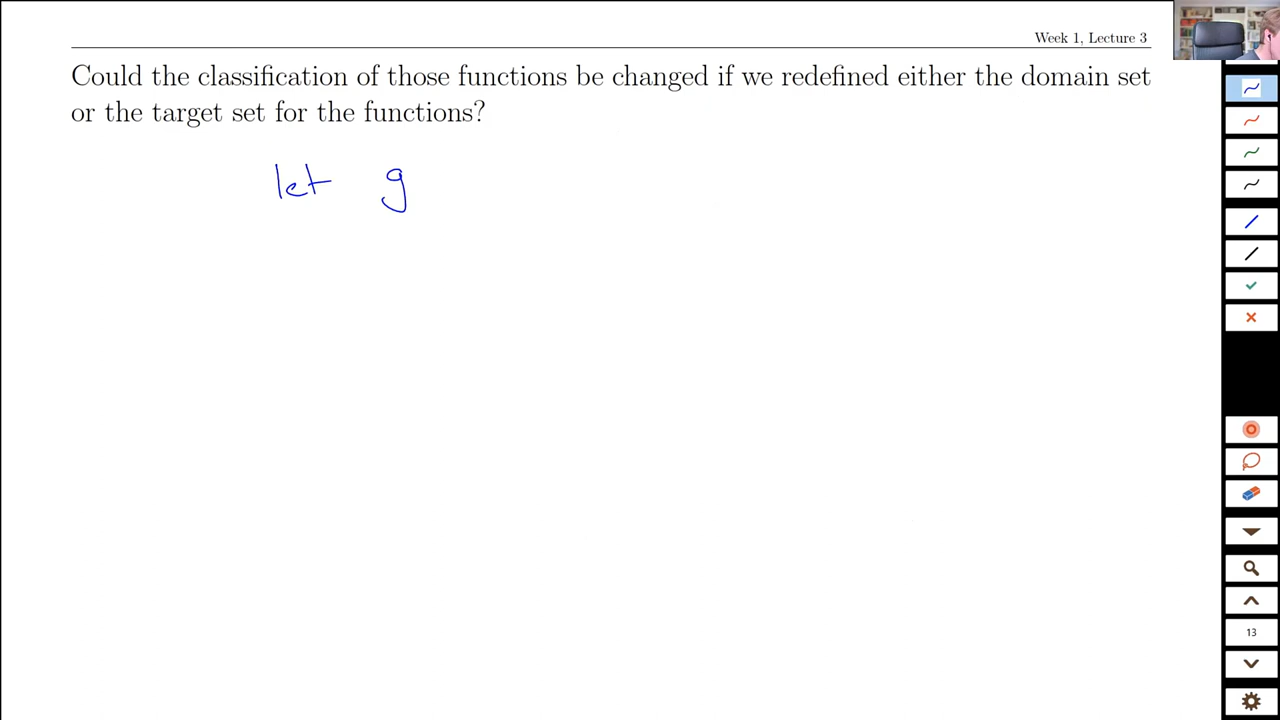 Week 1, Lecture 3
Could the classification of those functions be changed if we redefined either the domain set
or the target set for the functions?
let g
13